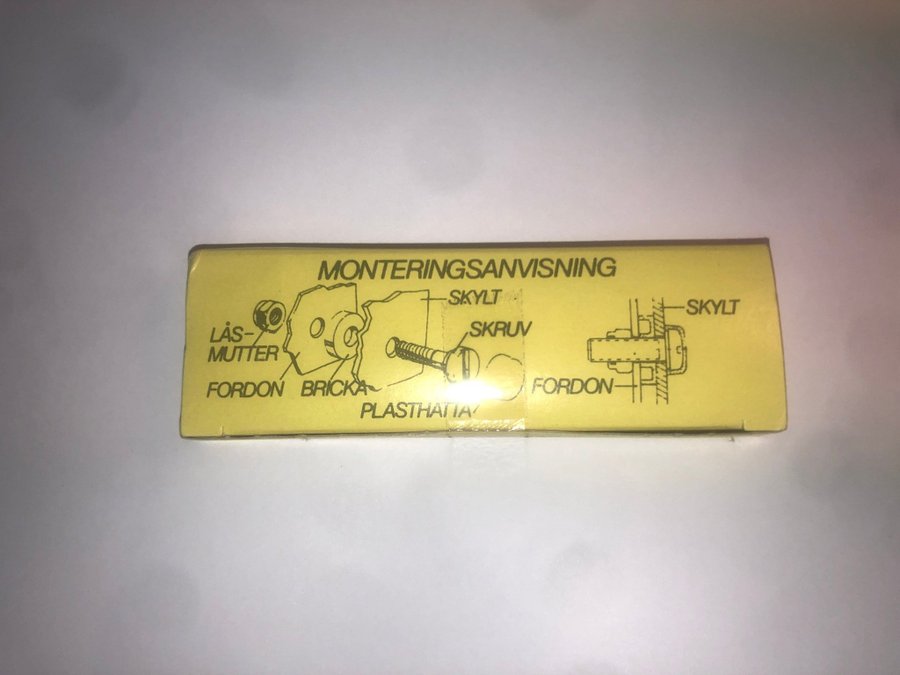 MONTERINGSANVISNING
SKYLT
SKYLT
LÅS-
MUTTER
SKRUV
FORDON
BRICKA
FORDON
PLASTHATTA